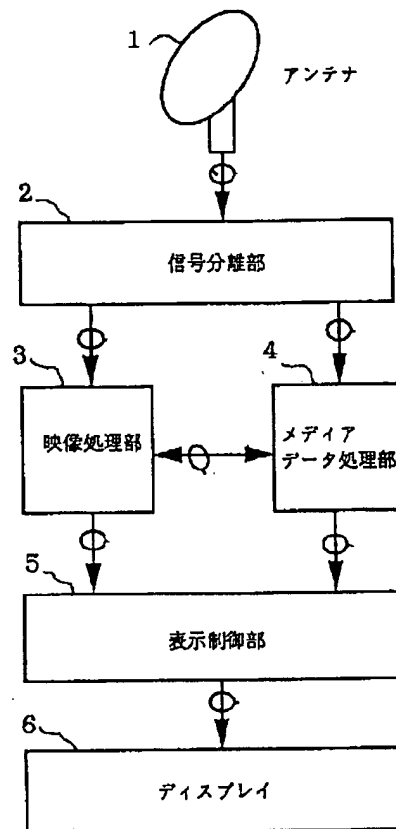 1
アンテナ
2
信号分離部
3
4
映像処理部
メディア
データ処理部
5
表示制御部
6
ディスプレイ